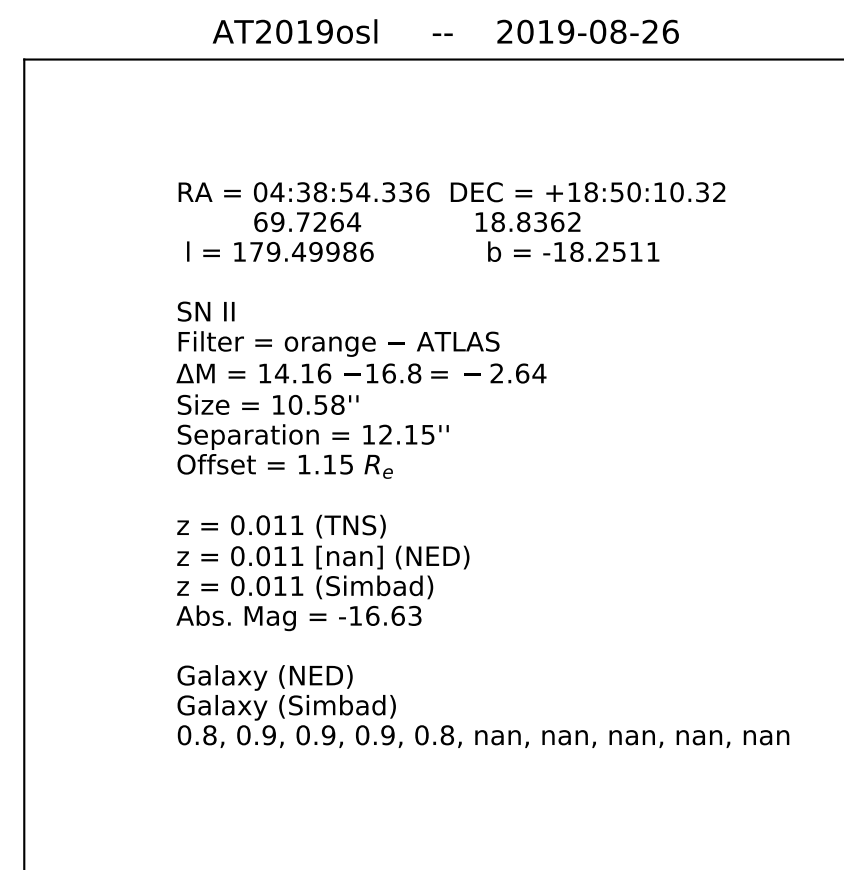 AT2019osl -- 2019-08-26
RA = 04:38:54.336 DEC = +18:50:10.32
69.7264 18.8362
l = 179.49986 b = -18.2511
SN II
Filter = orange − ATLAS
ΔM = 14.16 −16.8 = − 2.64
Size = 10.58''
Separation = 12.15''
Offset = 1.15 Re
z = 0.011 (TNS)
z = 0.011 [nan] (NED)
z = 0.011 (Simbad)
Abs. Mag = -16.63
Galaxy (NED)
Galaxy (Simbad)
0.8, 0.9, 0.9, 0.9, 0.8, nan, nan, nan, nan, nan